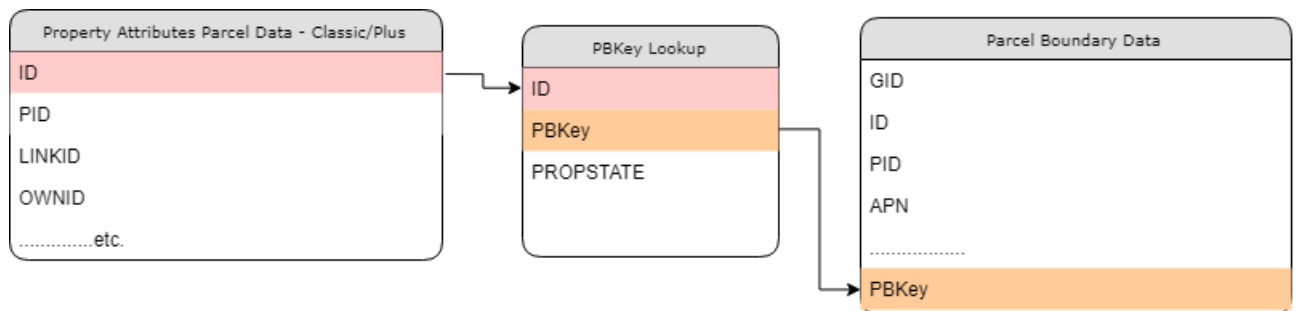 Property Attributes Parcel Data - Classic/Plus
ID
PID
LINKID
OWNID
..............etc.
PBKey Lookup
ID
PBKey
PROPSTATE
Parcel Boundary Data
GID
ID
PID
APN
..................
PBKey